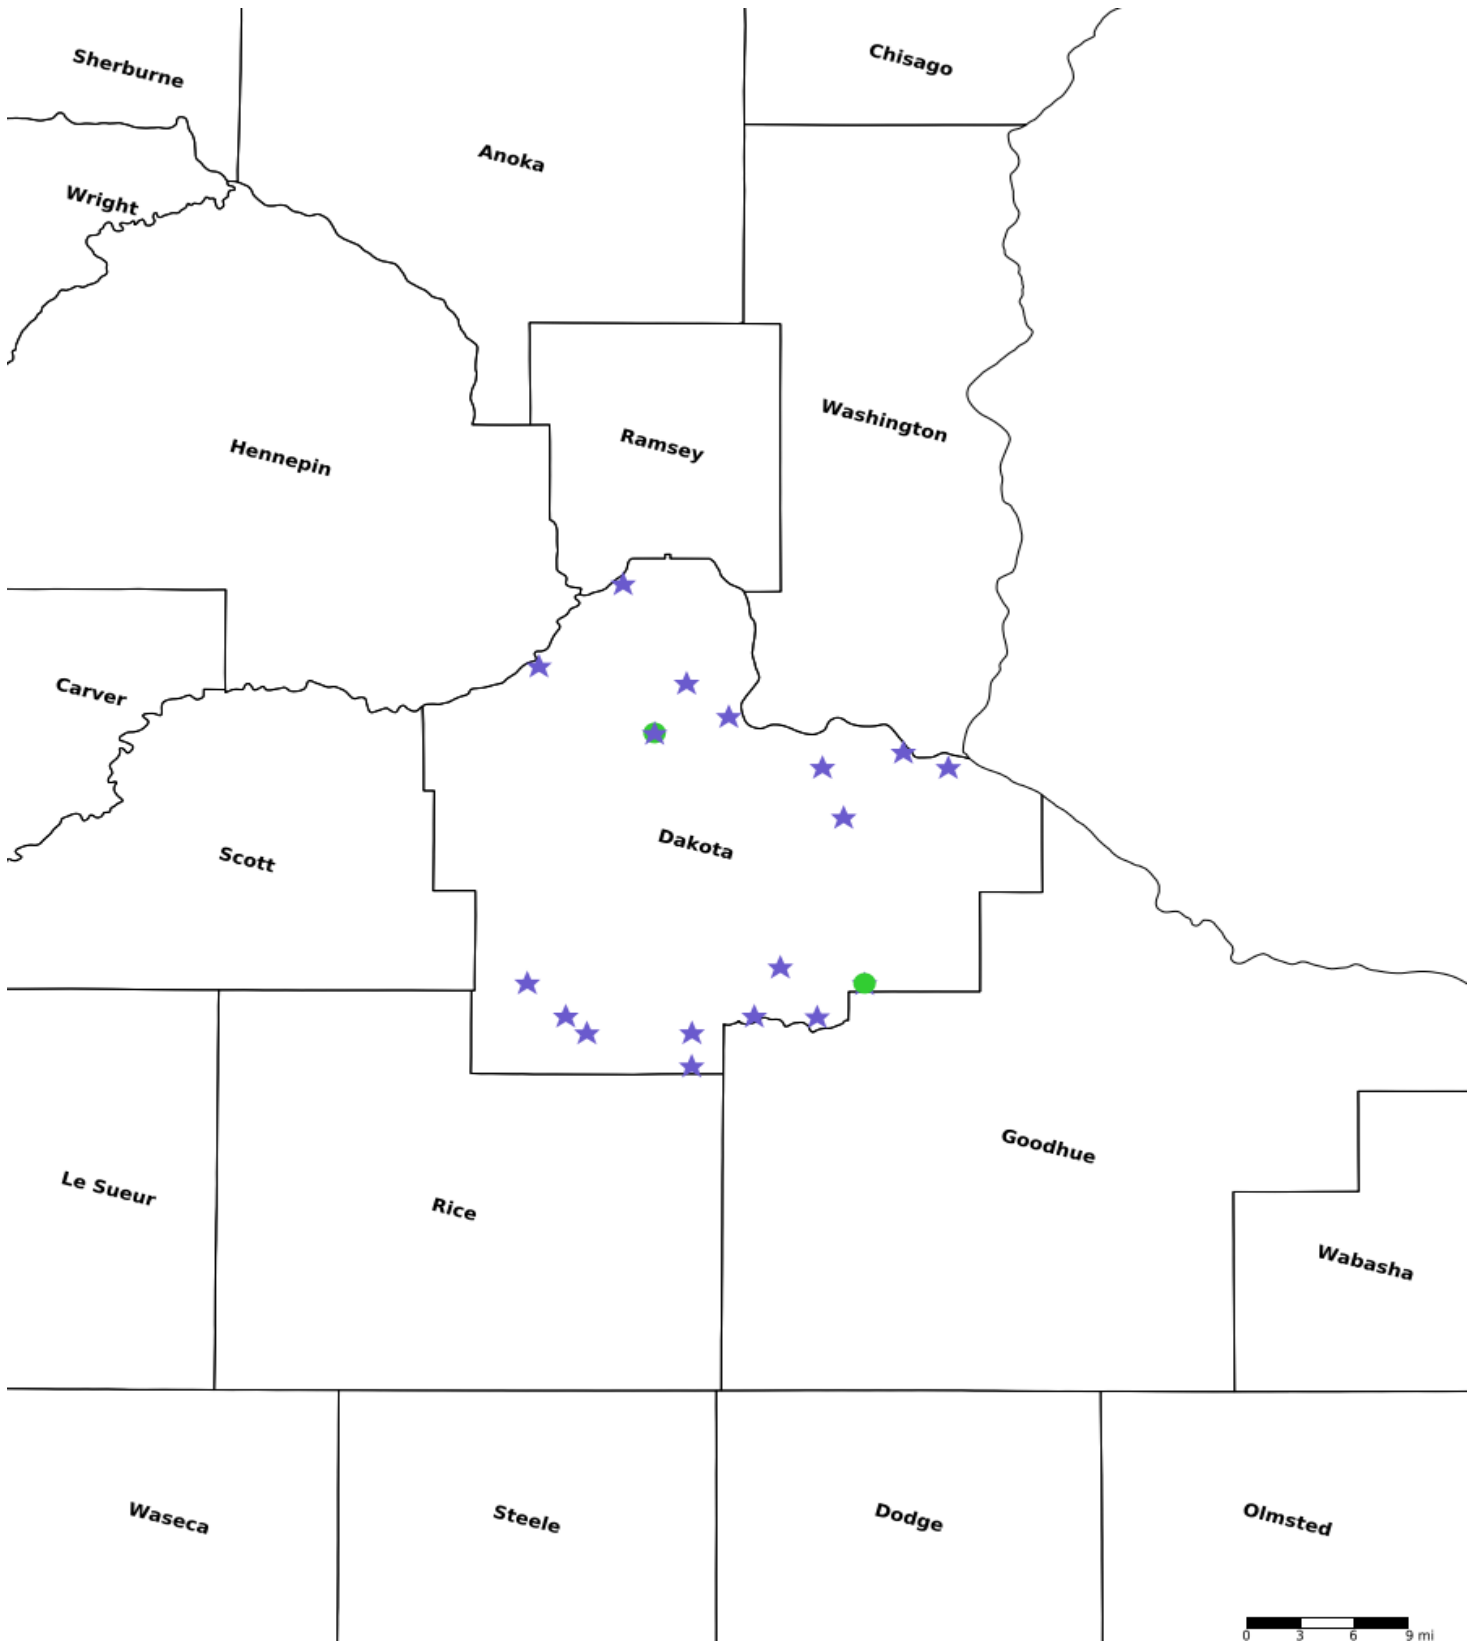 Sherburne
Chisago
Anoka
Wright
Washington
Ramsey
Hennepin
Carver
Dakota
Scott
Goodhue
Le Sueur
Rice
Wabasha
Waseca
Steele
Dodge
Olmsted
0 3 6 9 mi